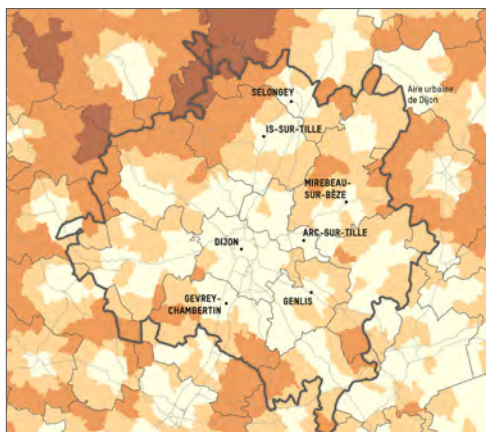 Aire urbaine
de Dijon
SELONGEY
IS-SUR-TILLE
MIREBEAU-
SUR-BÈZE
ARC-SUR-TILLE
DIJON
GEVREY-
CHAMBERTIN
GENLIS